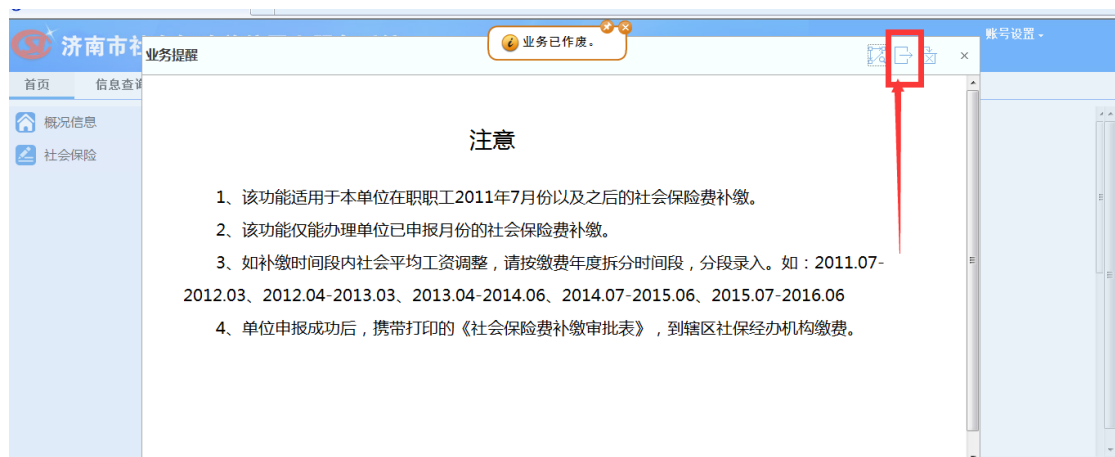 济南市社
业务已作废。
账号设置
业务提醒
首页 信息查询
概况信息
社会保险
注意
1、该功能适用于本单位在职职工2011年7月份以及之后的社会保险费补缴。
2、该功能仅能办理单位已申报月份的社会保险费补缴。
3、如补缴时间段内社会平均工资调整，请按缴费年度拆分时间段，分段录入。如：2011.07-
2012.03、2012.04-2013.03、2013.04-2014.06、2014.07-2015.06、2015.07-2016.06
4、单位申报成功后，携带打印的《社会保险费补缴审批表》，到辖区社保经办机构缴费。